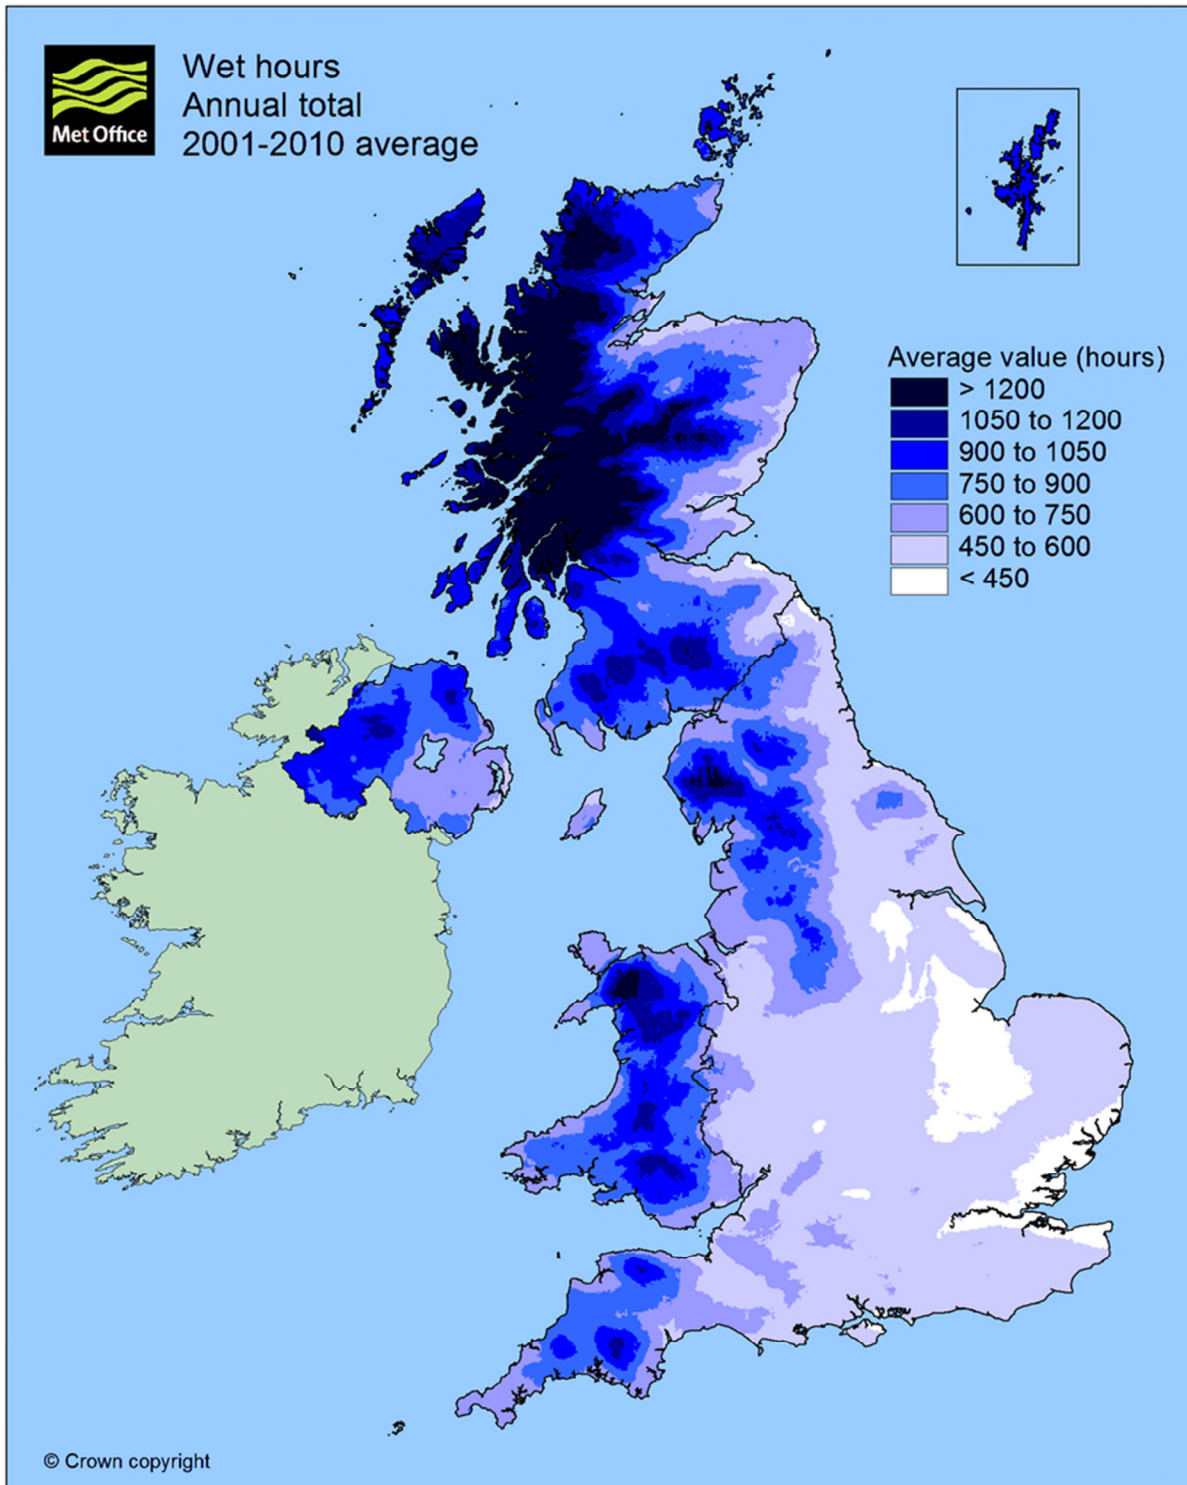 Met Office
Wet hours
Annual total
2001-2010 average
Average value (hours)
> 1200
1050 to 1200
900 to 1050
750 to 900
600 to 750
450 to 600
< 450
© Crown copyright